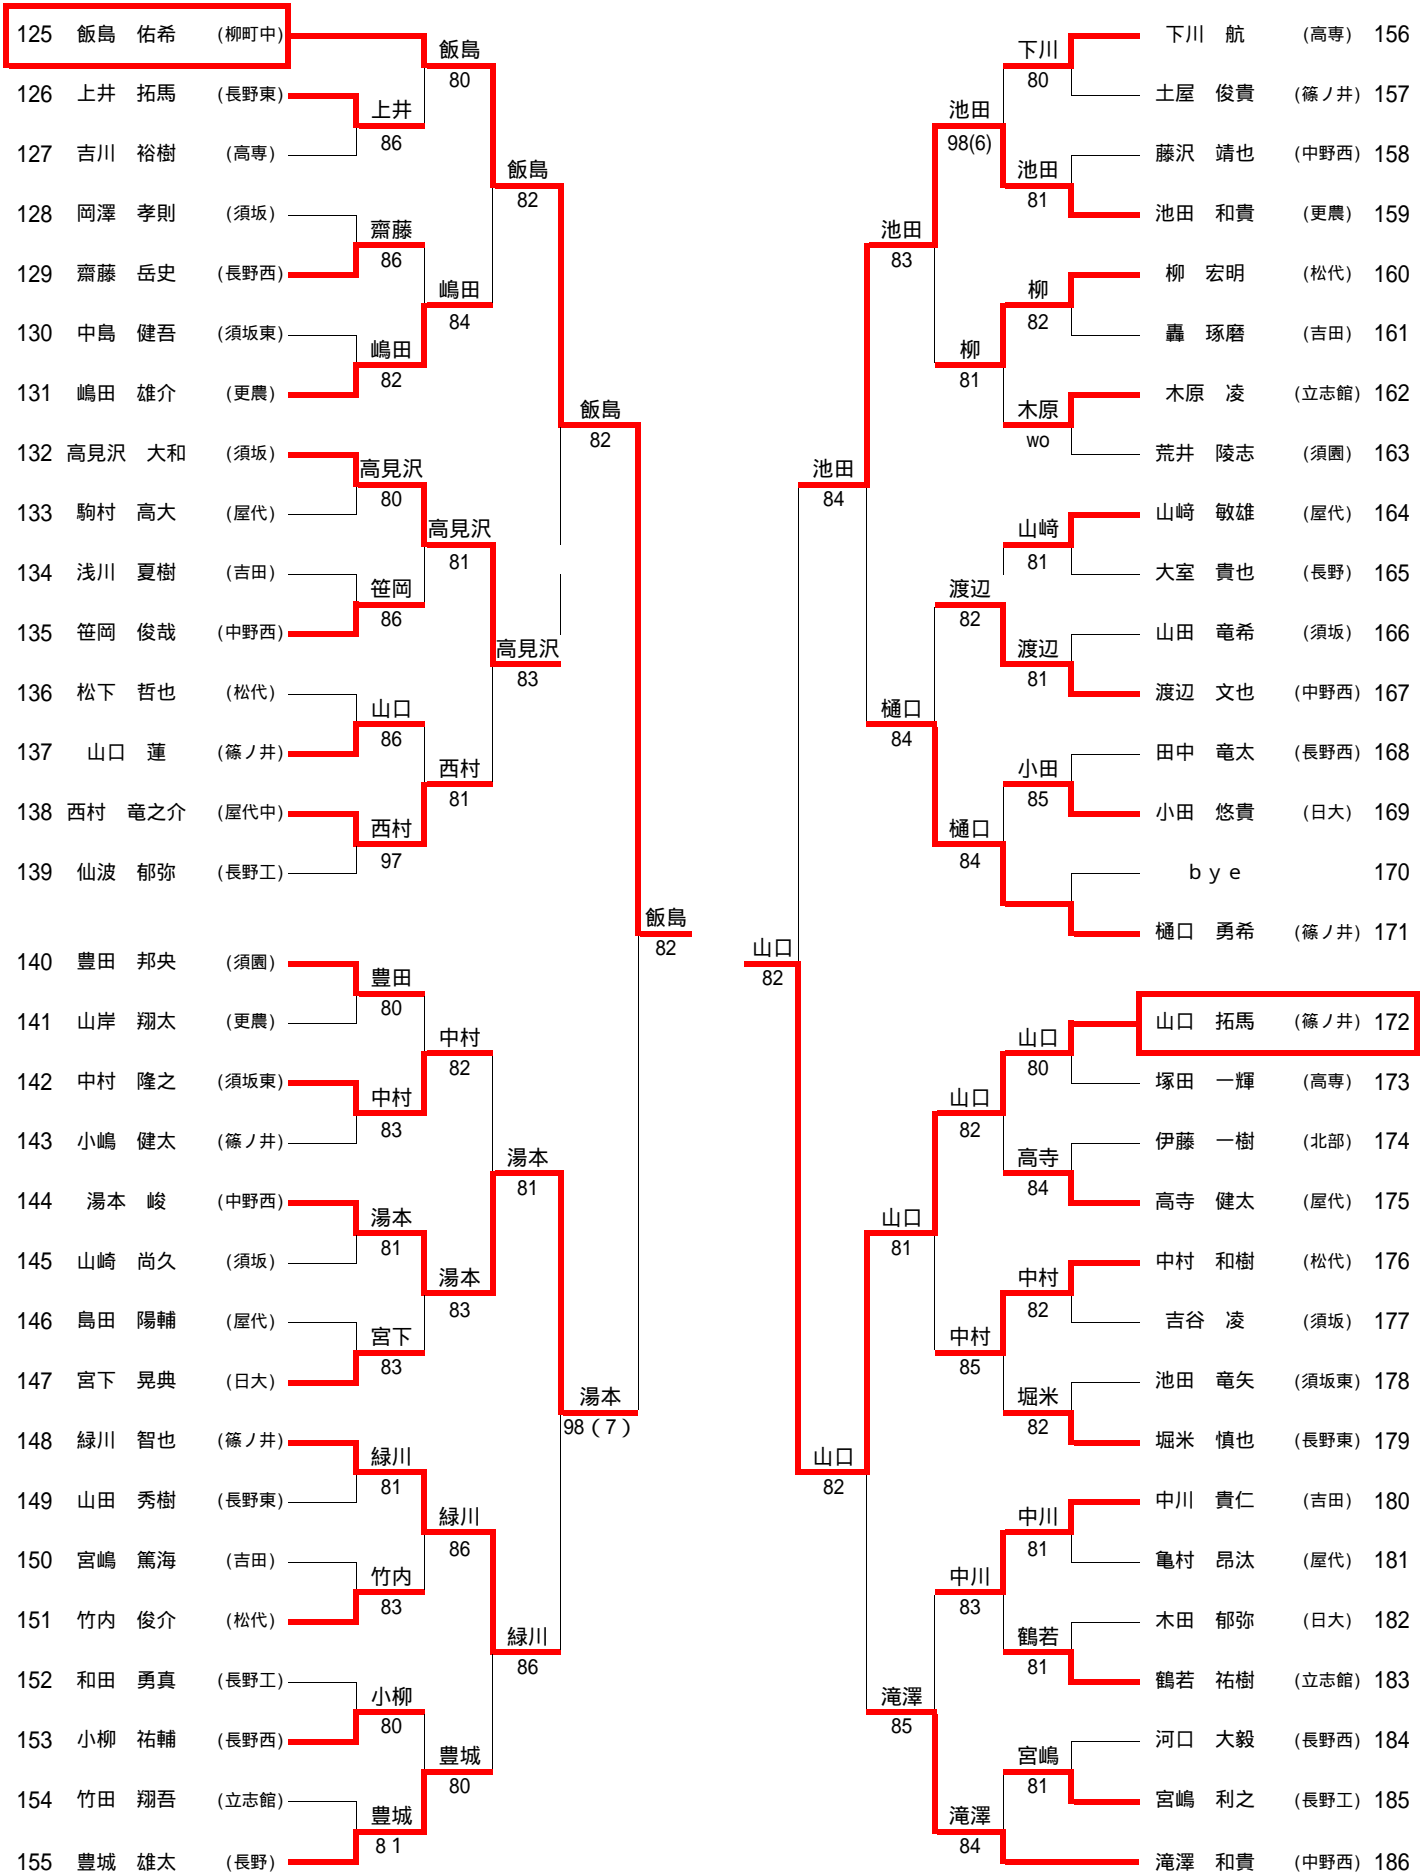 125 飯島 佑希 (柳町中)
126 上井 拓馬 (長野東)
127 吉川 裕樹 (高専)
128 岡澤 孝則 (須坂)
129 齋藤 岳史 (長野西)
130 中島 健吾 (須坂東)
131 嶋田 雄介 (更農)
132 高見沢 大和 (須坂)
133 駒村 高大 (屋代)
134 浅川 夏樹 (吉田)
135 笹岡 俊哉 (中野西)
136 松下 哲也 (松代)
137 山口 蓮 (篠ノ井)
138 西村 竜之介 (屋代中)
139 仙波 郁弥 (長野工)
140 豊田 邦央 (須園)
141 山岸 翔太 (更農)
142 中村 隆之 (須坂東)
143 小嶋 健太 (篠ノ井)
144 湯本 峻 (中野西)
145 山崎 尚久 (須坂)
146 島田 陽輔 (屋代)
147 宮下 晃典 (日大)
148 緑川 智也 (篠ノ井)
149 山田 秀樹 (長野東)
150 宮嶋 篤海 (吉田)
151 竹内 俊介 (松代)
152 和田 勇真 (長野工)
153 小柳 祐輔 (長野西)
154 竹田 翔吾 (立志館)
155 豊城 雄太 (長野)
上井
86
齋藤
86
嶋田
82
高見沢
80
笹岡
86
山口
86
西村
97
豊田
80
中村
83
湯本
81
宮下
83
緑川
81
竹内
83
小柳
80
豊城
8 1
飯島
80
嶋田
84
高見沢
81
西村
81
中村
82
湯本
83
緑川
86
豊城
80
飯島
82
高見沢
83
湯本
81
緑川
86
飯島
82
湯本
98 ( 7 )
飯島
82
山口
82
池田
84
山口
82
池田
83
樋口
84
山口
81
滝澤
85
池田
98(6)
柳
81
渡辺
82
樋口
84
山口
82
中村
85
中川
83
滝澤
84
下川
80
池田
81
柳
82
木原
wo
山﨑
81
渡辺
81
小田
85
山口
80
高寺
84
中村
82
堀米
82
中川
81
鶴若
81
宮嶋
81
下川 航 (高専) 156
土屋 俊貴 (篠ノ井) 157
藤沢 靖也 (中野西) 158
池田 和貴 (更農) 159
柳 宏明 (松代) 160
轟 琢磨 (吉田) 161
木原 凌 (立志館) 162
荒井 陵志 (須園) 163
山﨑 敏雄 (屋代) 164
大室 貴也 (長野) 165
山田 竜希 (須坂) 166
渡辺 文也 (中野西) 167
田中 竜太 (長野西) 168
小田 悠貴 (日大) 169
b y e 170
樋口 勇希 (篠ノ井) 171
山口 拓馬 (篠ノ井) 172
塚田 一輝 (高専) 173
伊藤 一樹 (北部) 174
高寺 健太 (屋代) 175
中村 和樹 (松代) 176
吉谷 凌 (須坂) 177
池田 竜矢 (須坂東) 178
堀米 慎也 (長野東) 179
中川 貴仁 (吉田) 180
亀村 昂汰 (屋代) 181
木田 郁弥 (日大) 182
鶴若 祐樹 (立志館) 183
河口 大毅 (長野西) 184
宮嶋 利之 (長野工) 185
滝澤 和貴 (中野西) 186